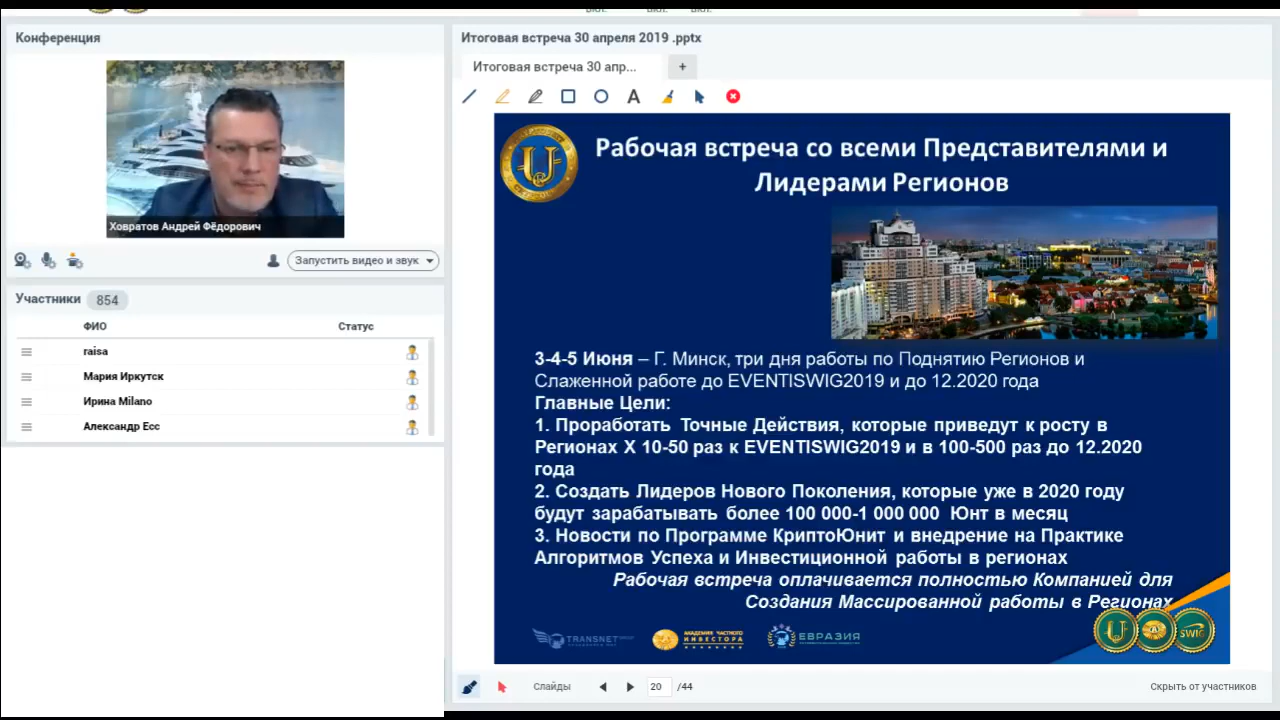 Конференция
Ховратов Андрей Фёдорович
Запустить видео и звук
Участники 854
ФИО Статус
raisa
Мария Иркутск
Ирина Milano
Александр Есс
Итоговая встреча 30 апреля 2019 .pptx
Итоговая встреча 30 апр... +
A
Рабочая встреча со всеми Представителями и
Лидерами Регионов
3-4-5 Июня – Г. Минск, три дня работы по Поднятию Регионов и
Слаженной работе до EVENTISWIG2019 и до 12.2020 года
Главные Цели:
1. Проработать Точные Действия, которые приведут к росту в
Регионах Х 10-50 раз к EVENTISWIG2019 и в 100-500 раз до 12.2020
года
2. Создать Лидеров Нового Поколения, которые уже в 2020 году
будут зарабатывать более 100 000-1 000 000 Юнт в месяц
3. Новости по Программе КриптоЮнит и внедрение на Практике
Алгоритмов Успеха и Инвестиционной работы в регионах
Рабочая встреча оплачивается полностью Компанией для
Создания Массированной работы в Регионах
TRANSNET
АКАДЕМИЯ ЧАСТНОГО
ИНВЕСТОРА
ЕВРАЗИЯ
SWIG
Слайды 20 /44
Скрыть от участников